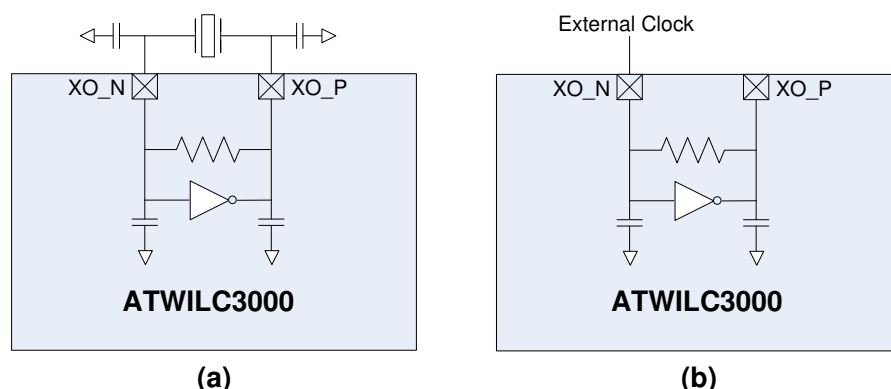 External Clock
XO_N
XO_P
XO_N
XO_P
ATWILC3000
ATWILC3000
(a)
(b)